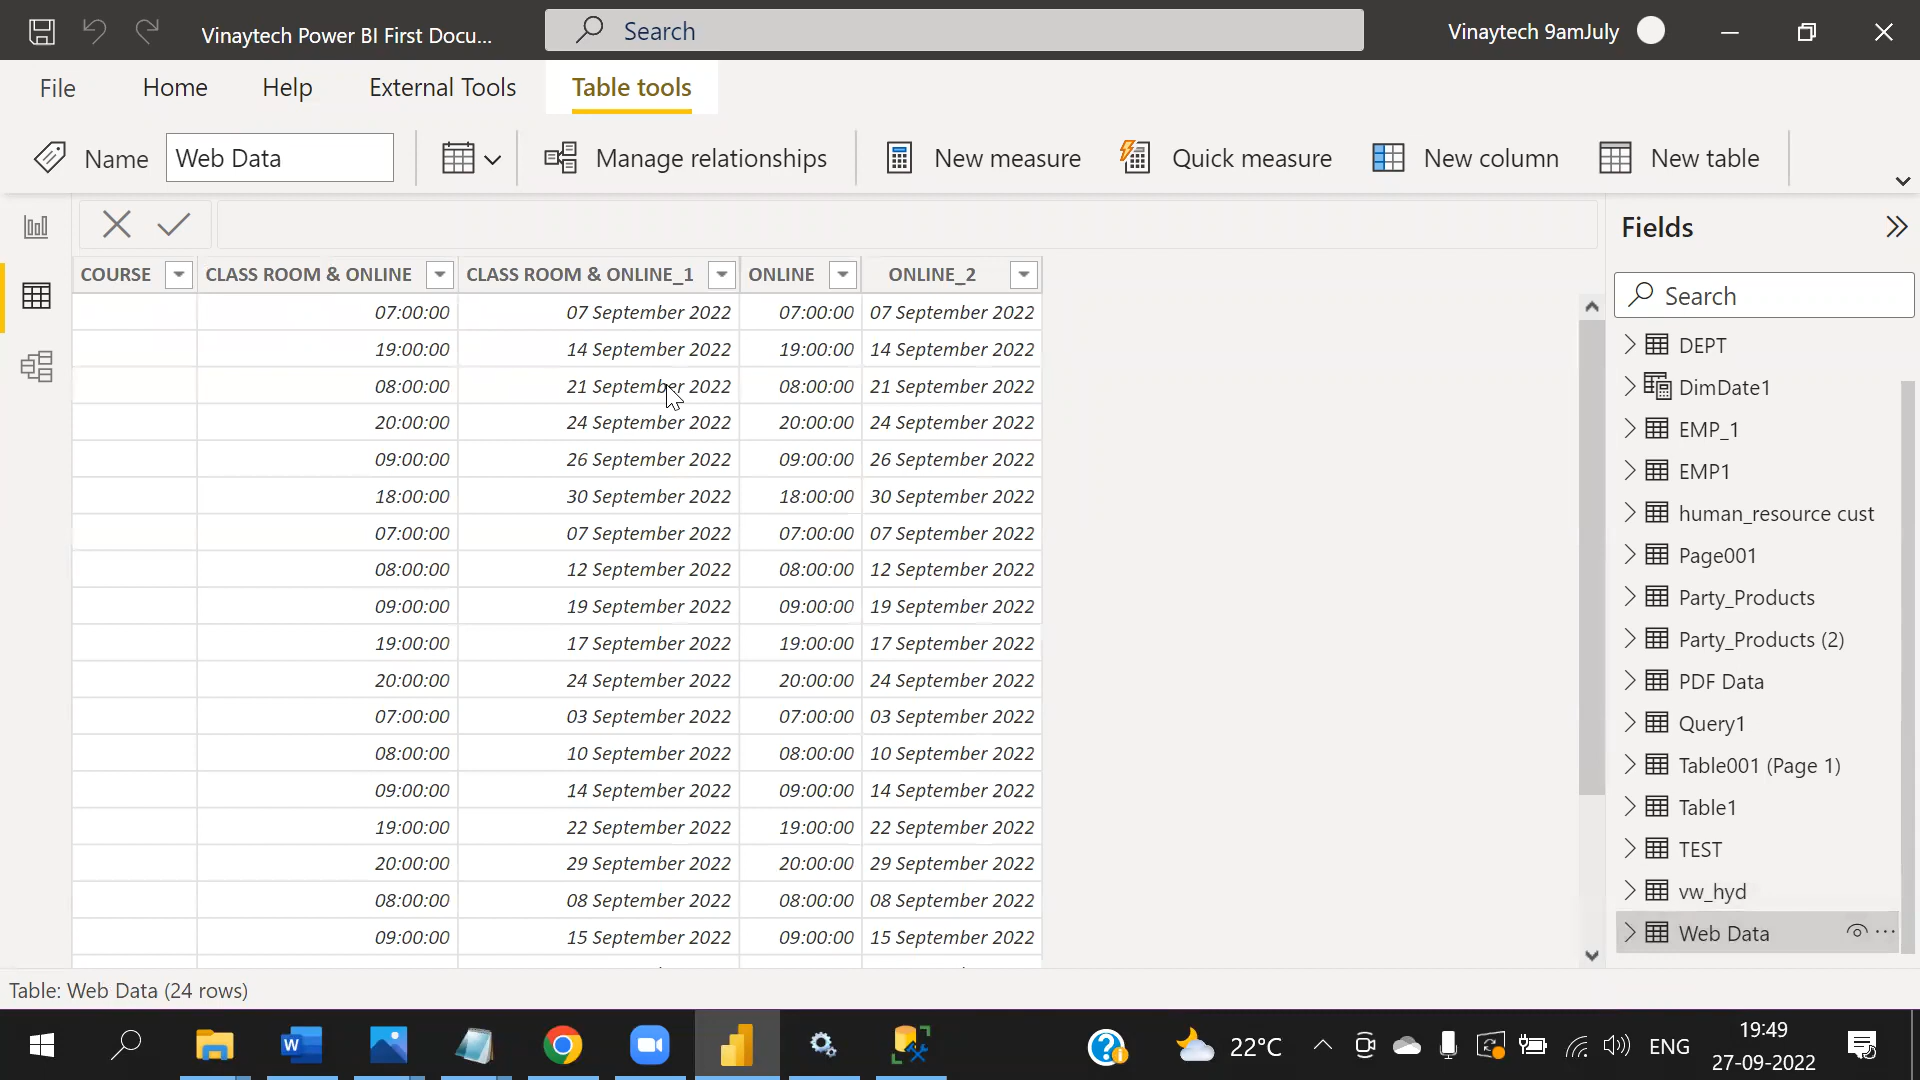 Vinaytech Power BI First Docu...
Search
Vinaytech 9amJuly
File Home Help External Tools Table tools
Name Web Data Manage relationships New measure Quick measure New column New table
Fields
Search
COURSE CLASS ROOM & ONLINE CLASS ROOM & ONLINE_1 ONLINE ONLINE_2
07:00:00 07 September 2022 07:00:00 07 September 2022
19:00:00 14 September 2022 19:00:00 14 September 2022
08:00:00 21 September 2022 08:00:00 21 September 2022
20:00:00 24 September 2022 20:00:00 24 September 2022
09:00:00 26 September 2022 09:00:00 26 September 2022
18:00:00 30 September 2022 18:00:00 30 September 2022
07:00:00 07 September 2022 07:00:00 07 September 2022
08:00:00 12 September 2022 08:00:00 12 September 2022
09:00:00 19 September 2022 09:00:00 19 September 2022
19:00:00 17 September 2022 19:00:00 17 September 2022
20:00:00 24 September 2022 20:00:00 24 September 2022
07:00:00 03 September 2022 07:00:00 03 September 2022
08:00:00 10 September 2022 08:00:00 10 September 2022
09:00:00 14 September 2022 09:00:00 14 September 2022
19:00:00 22 September 2022 19:00:00 22 September 2022
20:00:00 29 September 2022 20:00:00 29 September 2022
08:00:00 08 September 2022 08:00:00 08 September 2022
09:00:00 15 September 2022 09:00:00 15 September 2022
DEPT
DimDate1
EMP_1
EMP1
human_resource cust
Page001
Party_Products
Party_Products (2)
PDF Data
Query1
Table001 (Page 1)
Table1
TEST
vw_hyd
Web Data
Table: Web Data (24 rows)
22°C
ENG
19:49
27-09-2022